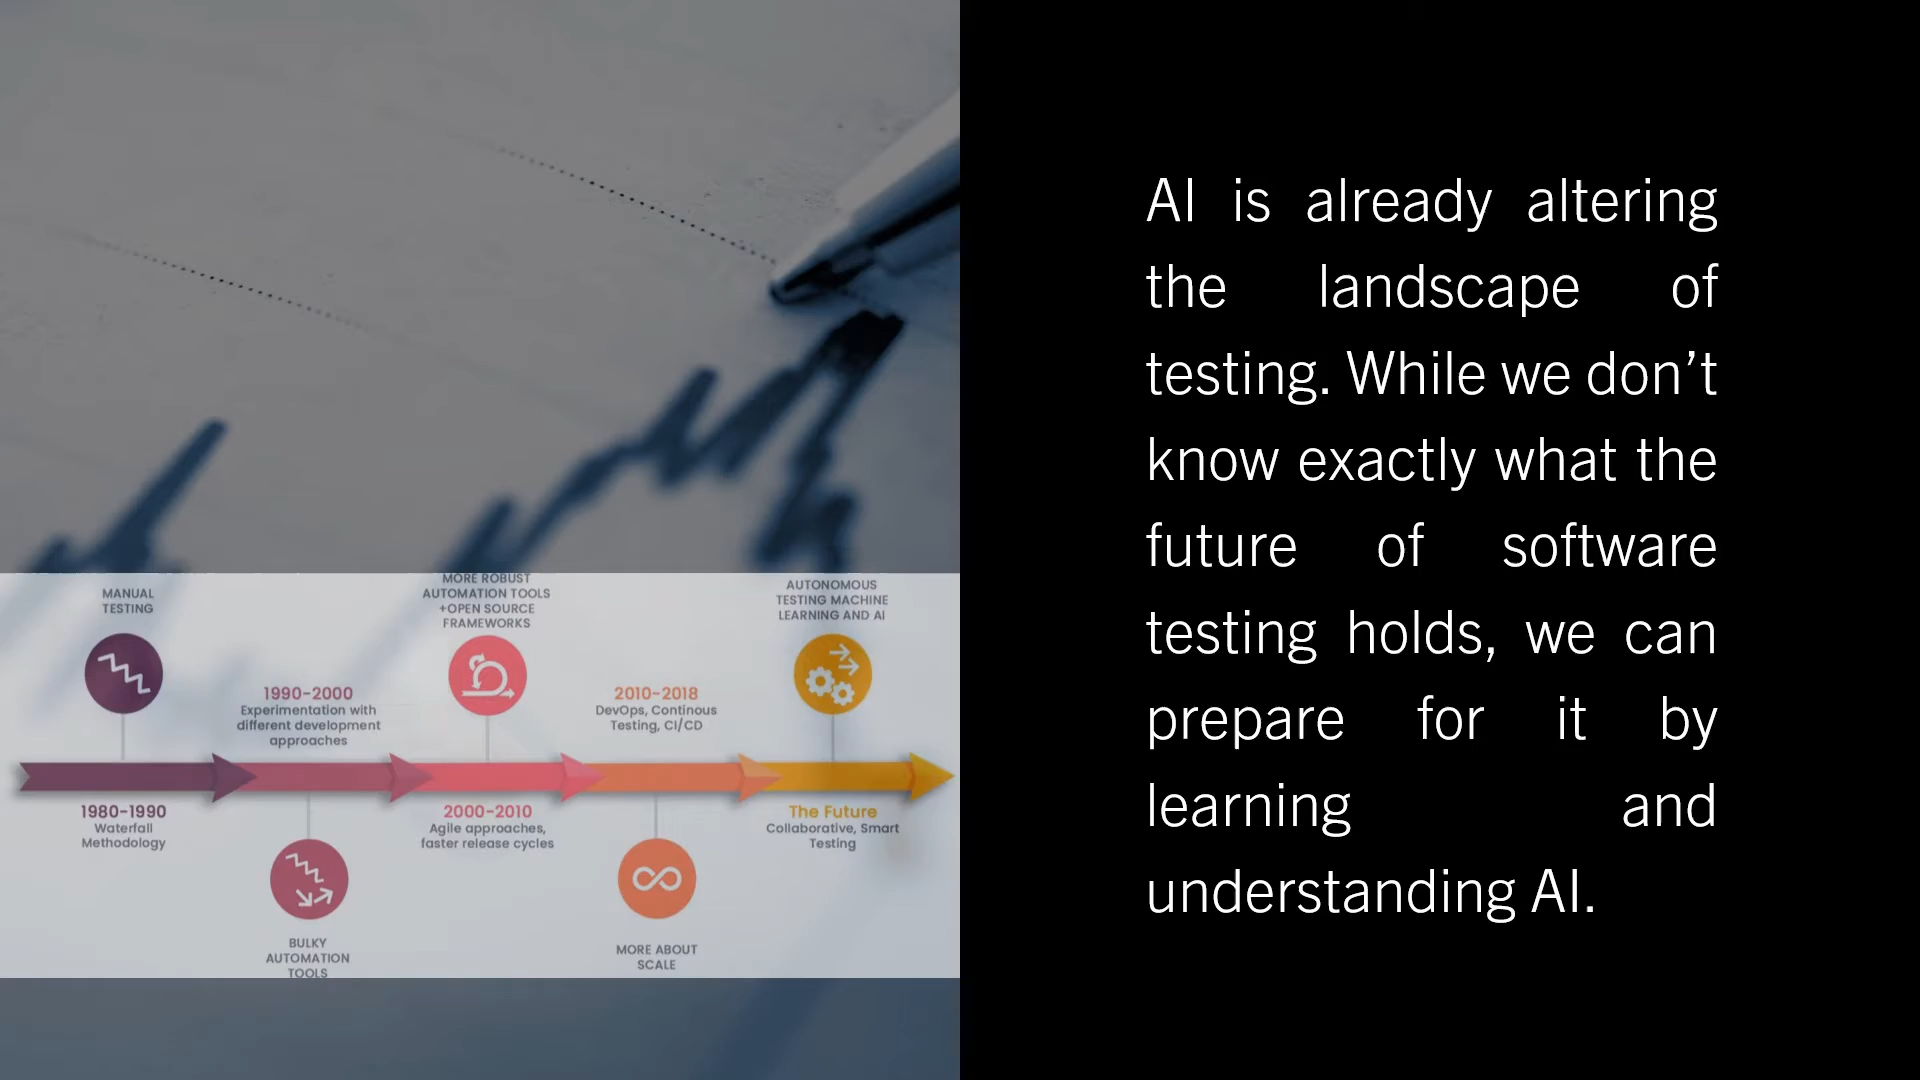 MANUAL
TESTING
MORE ROBUST
AUTOMATION TOOLS
+OPEN SOURCE
FRAMEWORKS
AUTONOMOUS
TESTING MACHINE
LEARNING AND AI
1990-2000
Experimentation with
different development
approaches
2010-2018
DevOps, Continous
Testing, CI/CD
1980-1990
Waterfall
Methodology
2000-2010
Agile approaches,
faster release cycles
The Future
Collaborative, Smart
Testing
BULKY
AUTOMATION
TOOLS
MORE ABOUT
SCALE
AI is already altering
the landscape of
testing. While we don’t
know exactly what the
future of software
testing holds, we can
prepare for it by
learning and
understanding AI.